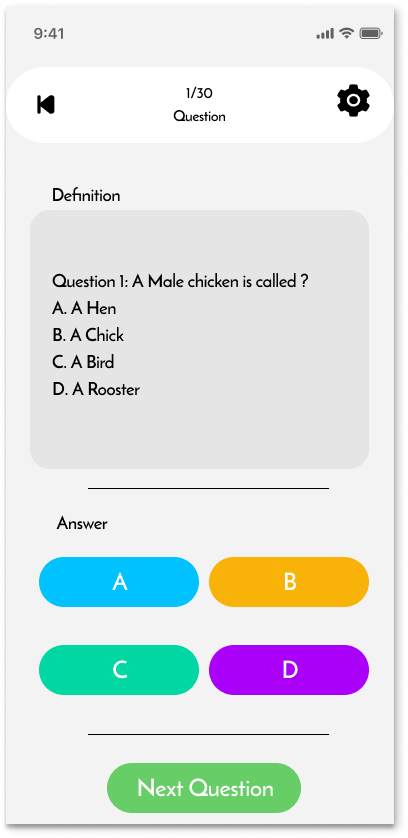 9:41
1/30
Question
Definition
Question 1: A Male chicken is called ?
A. A Hen
B. A Chick
C. A Bird
D. A Rooster
Answer
A
B
C
D
Next Question